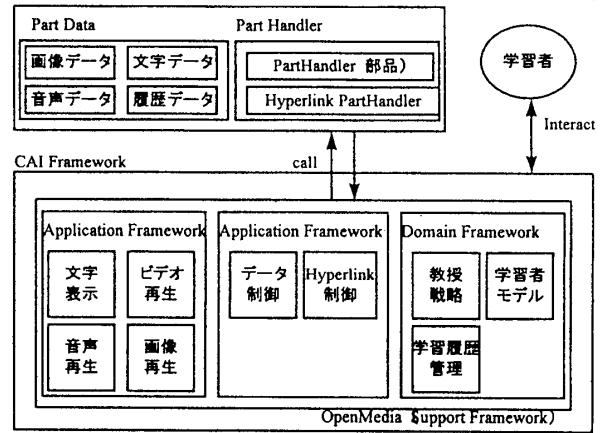 Part Data
Part Handler
画像データ
文字データ
音声データ
履歴データ
PartHandler 部品）
Hyperlink PartHandler
学習者
Interact
call
CAI Framework
Application Framework
文字
表示
ビデオ
再生
音声
再生
画像
再生
Application Framework
データ
制御
Hyperlink
制御
Domain Framework
教授
戦略
学習者
モデル
学習履歴
管理
OpenMedia Support Framework）